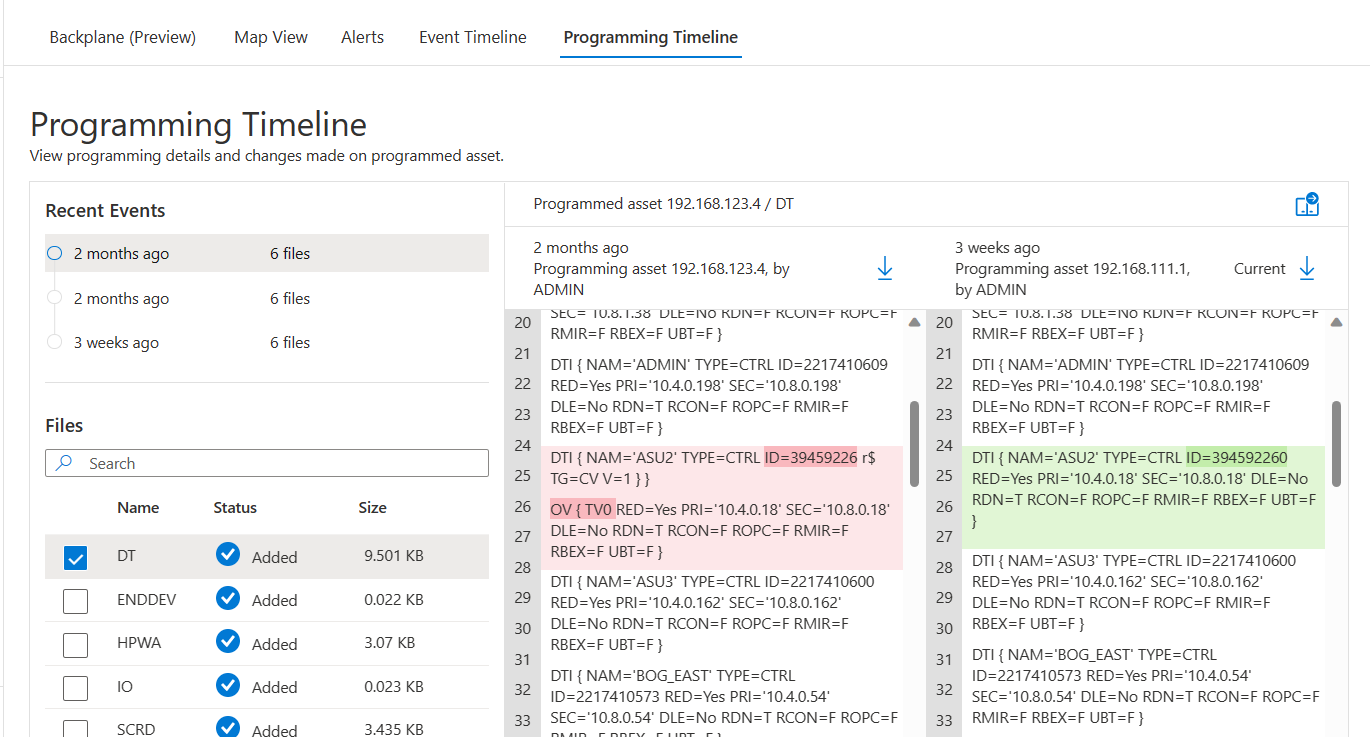 Backplane (Preview) Map View Alerts Event Timeline Programming Timeline
Programming Timeline
View programming details and changes made on programmed asset.
Recent Events
2 months ago 6 files
2 months ago 6 files
3 weeks ago 6 files
Files
Search
Name Status Size
DT Added 9.501 KB
ENDDEV Added 0.022 KB
HPWA Added 3.07 KB
IO Added 0.023 KB
SCRD Added 3.435 KB
Programmed asset 192.168.123.4 / DT
2 months ago
Programming asset 192.168.123.4, by
ADMIN
20
21
22
23
24
25
26
27
28
29
30
31
32
33
SEC='10.8.1.38' DLE=No RDN=F RCON=F ROPC=F
RMIR=F RBEX=F UBT=F }
DTI { NAM='ADMIN' TYPE=CTRL ID=2217410609
RED=Yes PRI='10.4.0.198' SEC='10.8.0.198'
DLE=No RDN=T RCON=F ROPC=F RMIR=F
RBEX=F UBT=F }
DTI { NAM='ASU2' TYPE=CTRL ID=39459226 r$
TG=CV V=1 } }
OV { TV0 RED=Yes PRI='10.4.0.18' SEC='10.8.0.18'
DLE=No RDN=T RCON=F ROPC=F RMIR=F
RBEX=F UBT=F }
DTI { NAM='ASU3' TYPE=CTRL ID=2217410600
RED=Yes PRI='10.4.0.162' SEC='10.8.0.162'
DLE=No RDN=T RCON=F ROPC=F RMIR=F
RBEX=F UBT=F }
DTI { NAM='BOG_EAST' TYPE=CTRL
ID=2217410573 RED=Yes PRI='10.4.0.54'
SEC='10.8.0.54' DLE=No RDN=T RCON=F ROPC=F
RMIR=F RBEX=F UBT=F }
3 weeks ago
Programming asset 192.168.111.1,
by ADMIN
Current
20
21
22
23
24
25
26
27
28
29
30
31
32
33
SEC='10.8.1.38' DLE=No RDN=F RCON=F ROPC=F
RMIR=F RBEX=F UBT=F }
DTI { NAM='ADMIN' TYPE=CTRL ID=2217410609
RED=Yes PRI='10.4.0.198' SEC='10.8.0.198'
DLE=No RDN=T RCON=F ROPC=F RMIR=F
RBEX=F UBT=F }
DTI { NAM='ASU2' TYPE=CTRL ID=394592260
RED=Yes PRI='10.4.0.18' SEC='10.8.0.18' DLE=No
RDN=T RCON=F ROPC=F RMIR=F RBEX=F UBT=F
}
DTI { NAM='ASU3' TYPE=CTRL ID=2217410600
RED=Yes PRI='10.4.0.162' SEC='10.8.0.162'
DLE=No RDN=T RCON=F ROPC=F RMIR=F
RBEX=F UBT=F }
DTI { NAM='BOG_EAST' TYPE=CTRL
ID=2217410573 RED=Yes PRI='10.4.0.54'
SEC='10.8.0.54' DLE=No RDN=T RCON=F ROPC=F
RMIR=F RBEX=F UBT=F }